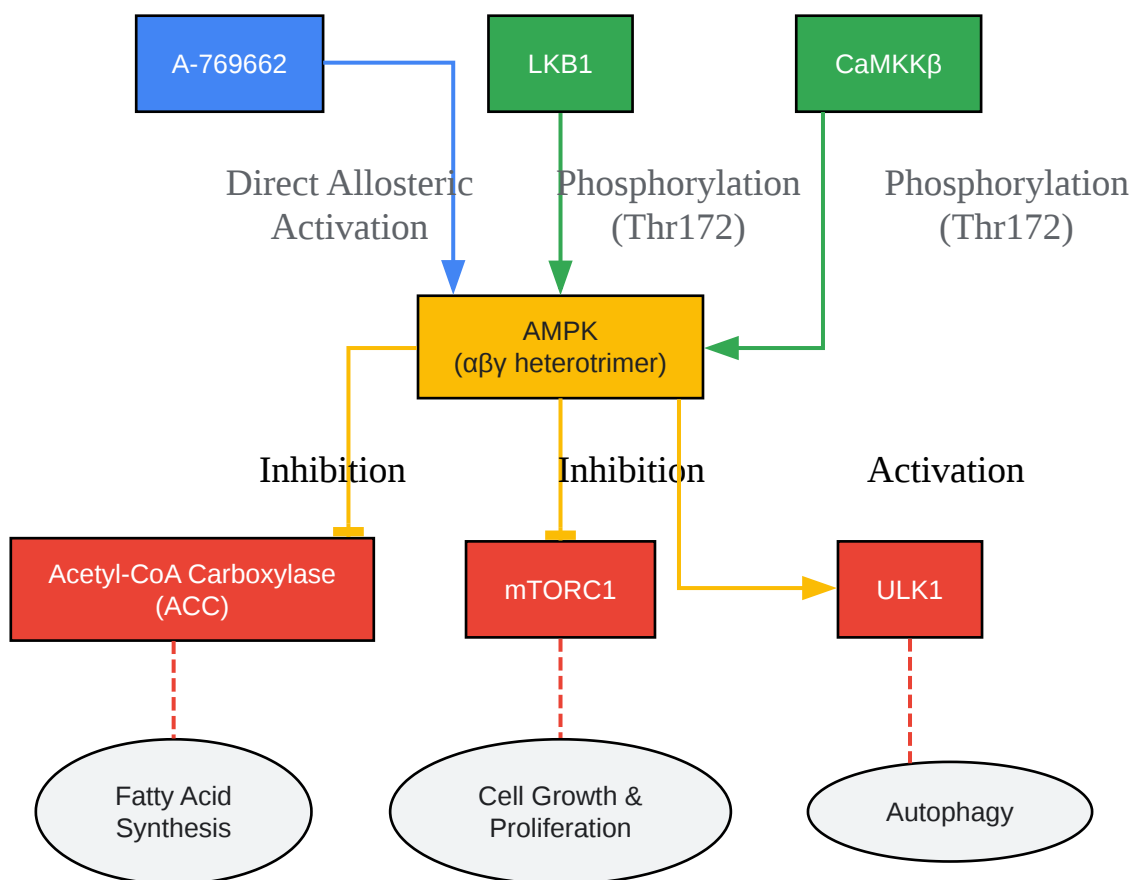 A-769662
LKB1
CaMKKβ
Direct Allosteric
Activation
Phosphorylation
(Thr172)
Phosphorylation
(Thr172)
AMPK
(αβγ heterotrimer)
Inhibition
Inhibition
Activation
Acetyl-CoA Carboxylase
(ACC)
mTORC1
ULK1
Fatty Acid
Synthesis
Cell Growth &
Proliferation
Autophagy